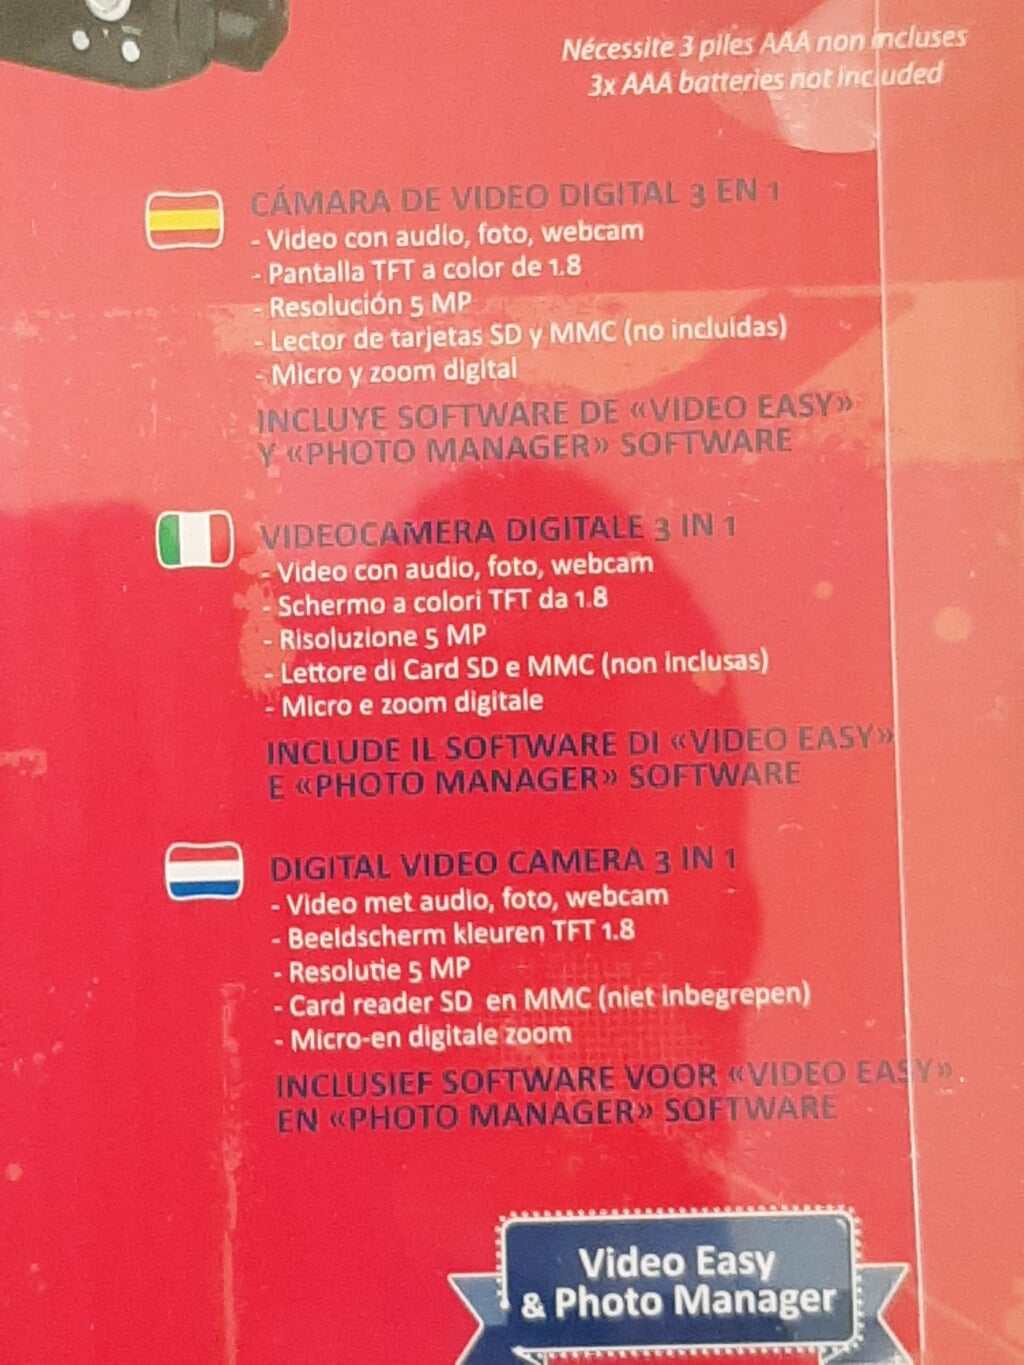 Nécessite 3 piles AAA non incluses
3x AAA batteries not included
CÁMARA DE VIDEO DIGITAL 3 EN 1
- Video con audio, foto, webcam
- Pantalla TFT a color de 1.8
- Resolución 5 MP
- Lector de tarjetas SD y MMC (no incluidas)
- Micro y zoom digital
INCLUYE SOFTWARE DE «VIDEO EASY»
Y «PHOTO MANAGER» SOFTWARE
VIDEOCAMERA DIGITALE 3 IN 1
- Video con audio, foto, webcam
- Schermo a colori TFT da 1.8
- Risoluzione 5 MP
- Lettore di Card SD e MMC (non inclusas)
- Micro e zoom digitale
INCLUDE IL SOFTWARE DI «VIDEO EASY»
E «PHOTO MANAGER» SOFTWARE
DIGITAL VIDEO CAMERA 3 IN 1
- Video met audio, foto, webcam
- Beeldscherm kleuren TFT 1.8
- Resolutie 5 MP
- Card reader SD en MMC (niet inbegrepen)
- Micro-en digitale zoom
INCLUSIEF SOFTWARE VOOR «VIDEO EASY»
EN «PHOTO MANAGER» SOFTWARE
Video Easy
& Photo Manager